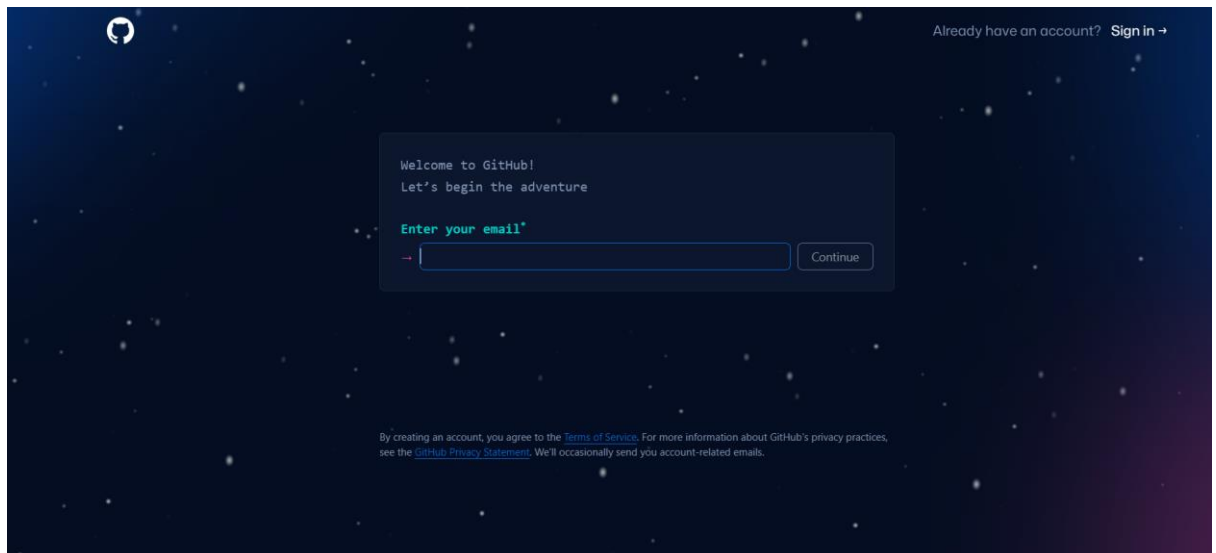 Already have an account? Sign in →
Welcome to GitHub!
Let's begin the adventure
Enter your email*
→
Continue
By creating an account, you agree to the Terms of Service. For more information about GitHub's privacy practices,
see the GitHub Privacy Statement. We'll occasionally send you account-related emails.